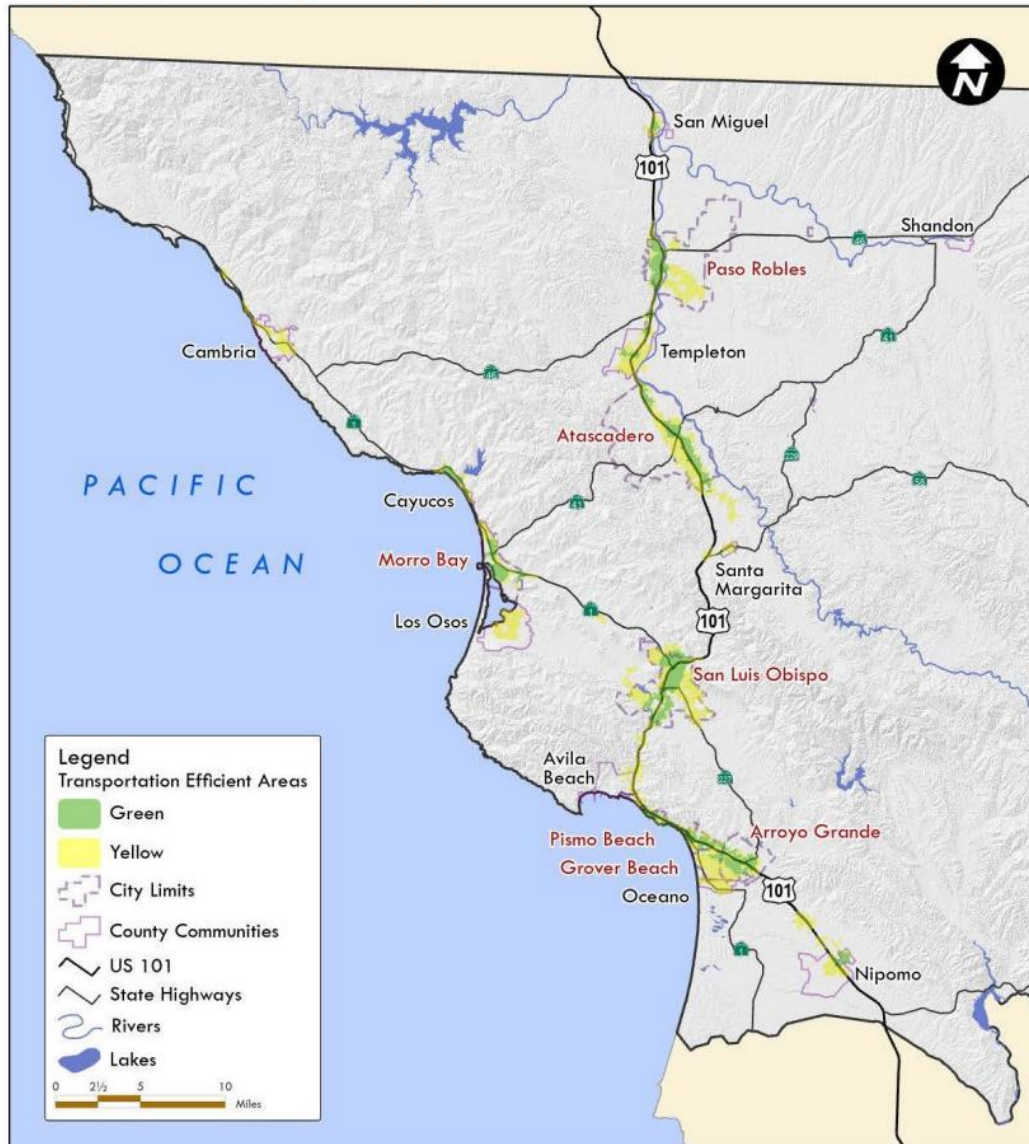 N
San Miguel
101
Shandon
46
Paso Robles
41
Templeton
Cambria
46
1
Atascadero
229
58
PACIFIC
OCEAN
Cayucos
41
Morro Bay
Santa
Margarita
Los Osos
1
101
San Luis Obispo
Avila
Beach
227
Pismo Beach
Arroyo Grande
Grover Beach
Oceano
101
1
Nipomo
Legend
Transportation Efficient Areas
Green
Yellow
City Limits
County Communities
US 101
State Highways
Rivers
Lakes
0 2½ 5 10
Miles